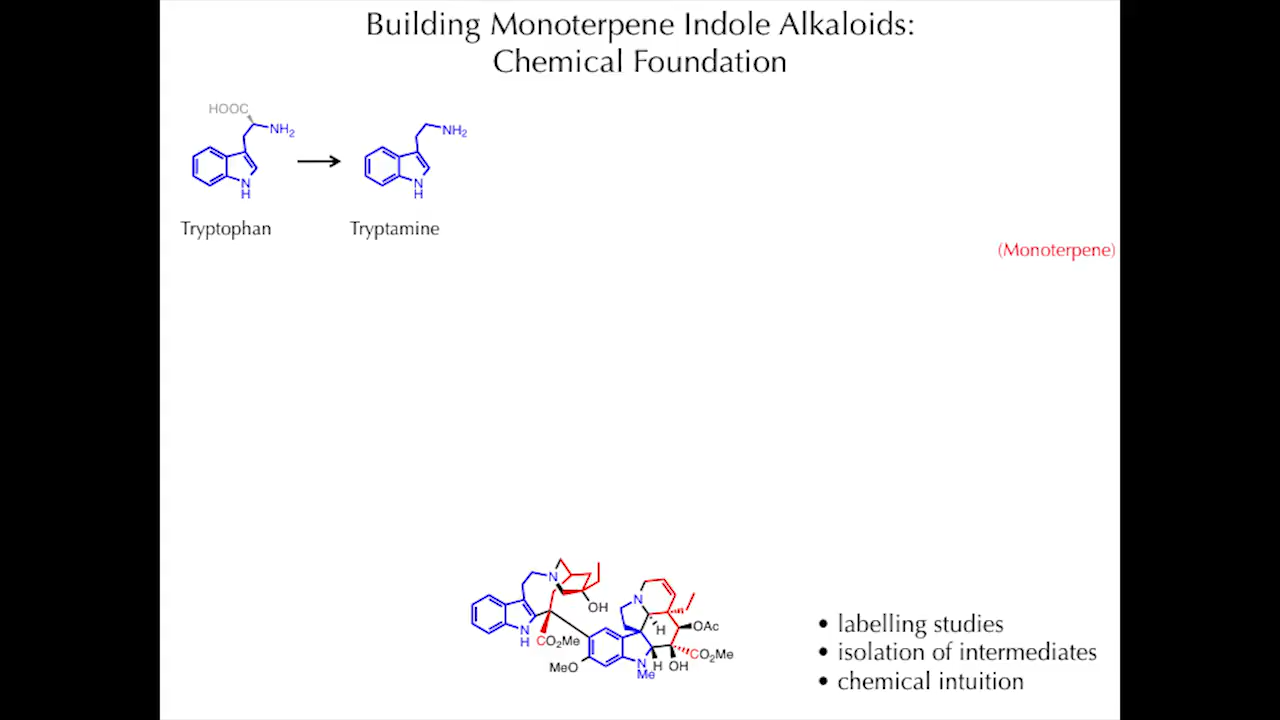 Building Monoterpene Indole Alkaloids:
Chemical Foundation
HOOC
NH2
N
H
NH2
N
H
Tryptophan
Tryptamine
(Monoterpene)
N
OH
N
H
CO2Me
MeO
N
H
OAc
CO2Me
H
OH
N
Me
• labelling studies
• isolation of intermediates
• chemical intuition